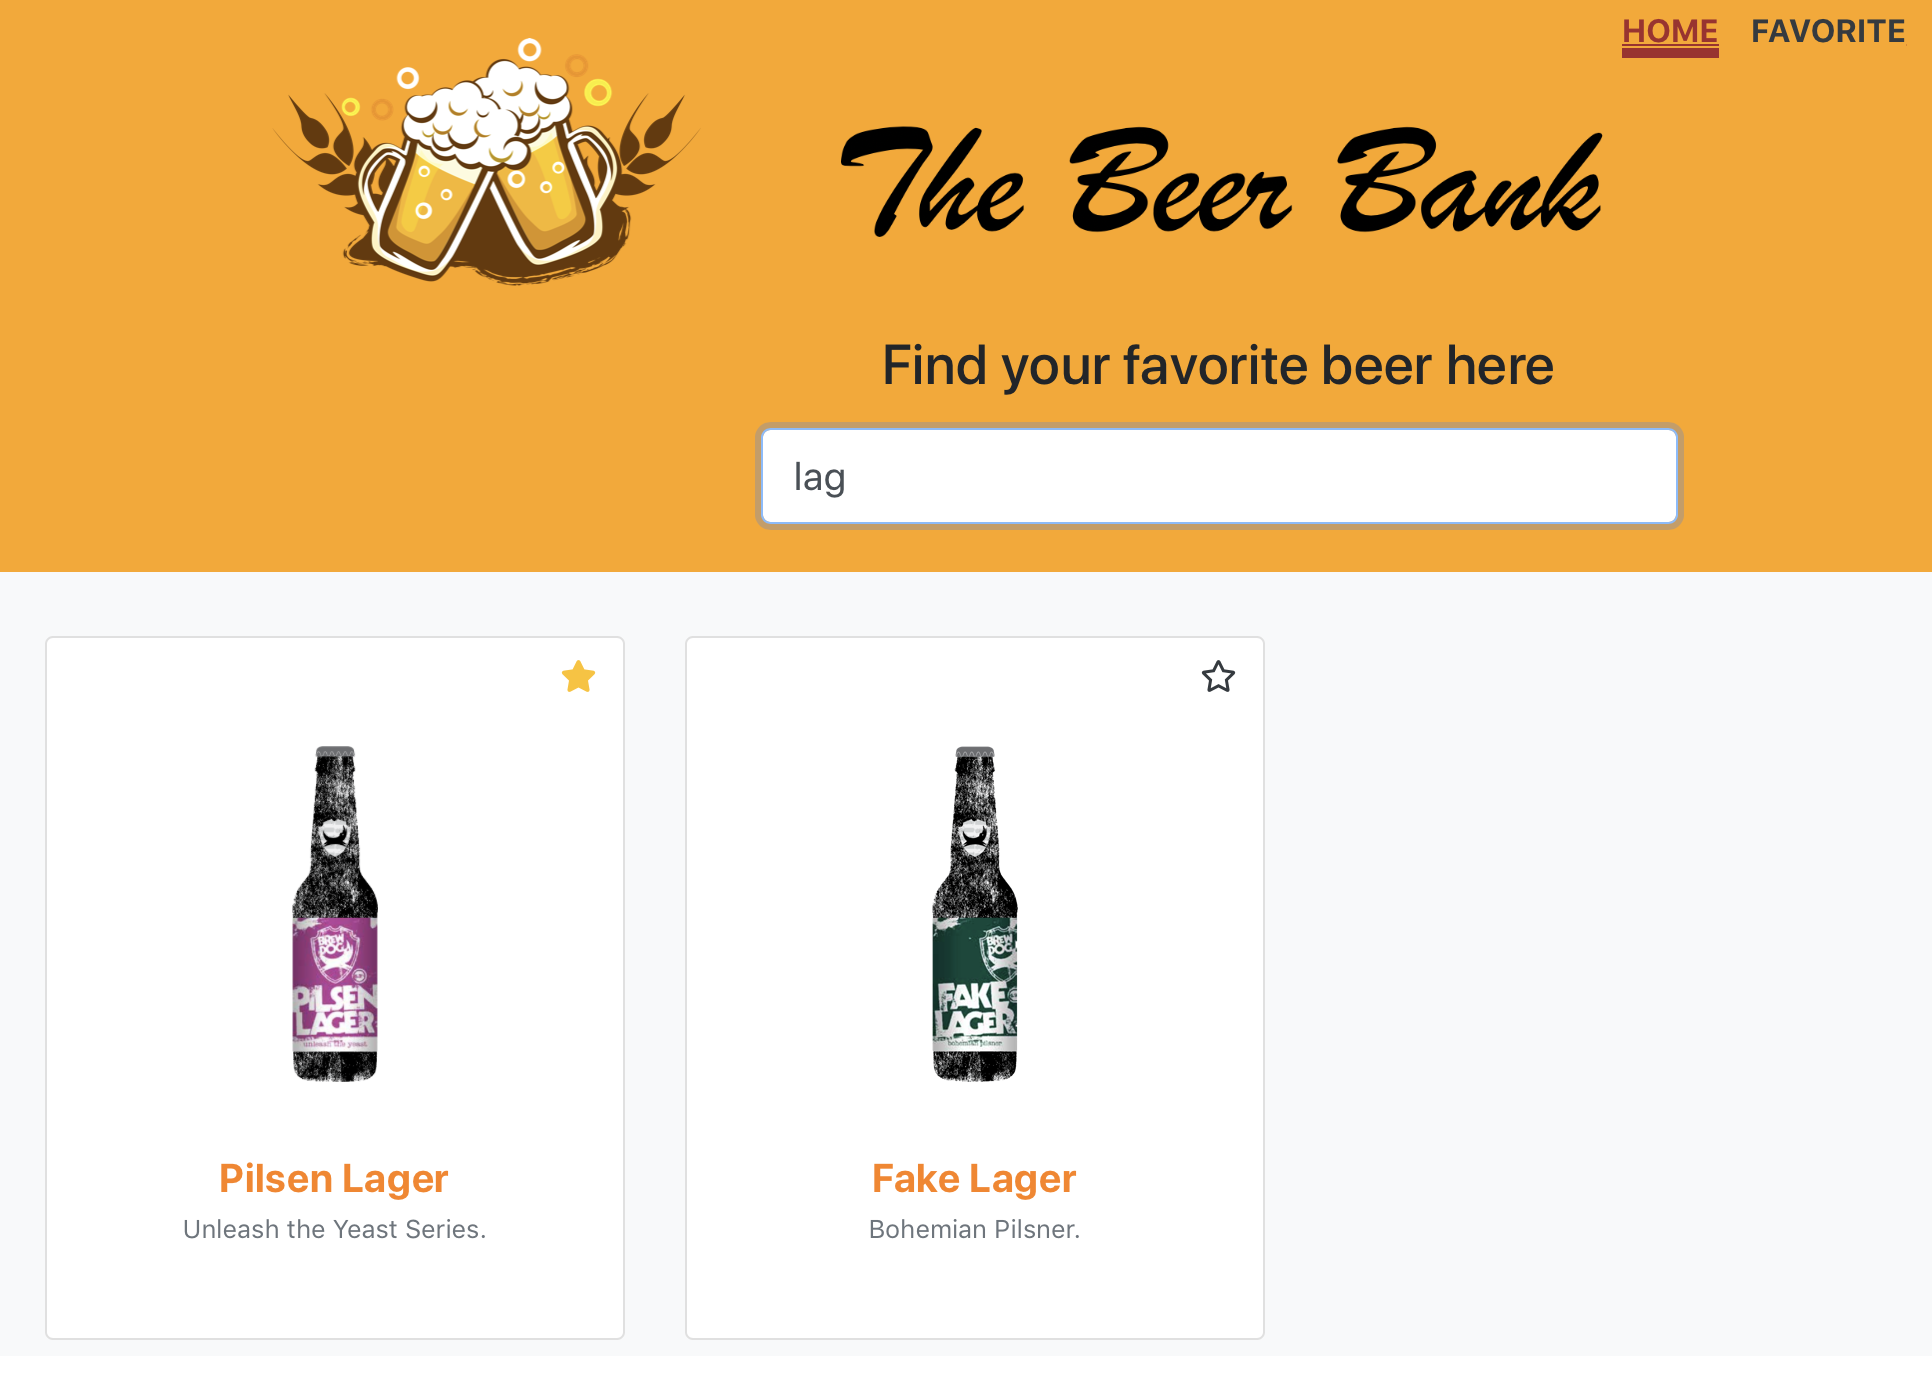 HOME FAVORITE
The Beer Bank
Find your favorite beer here
lag
BREW
DOG
PILSEN
LAGER
unleash the yeast
Pilsen Lager
Unleash the Yeast Series.
BREW
DOG
FAKE
LAGER
bohemian pilsner
Fake Lager
Bohemian Pilsner.